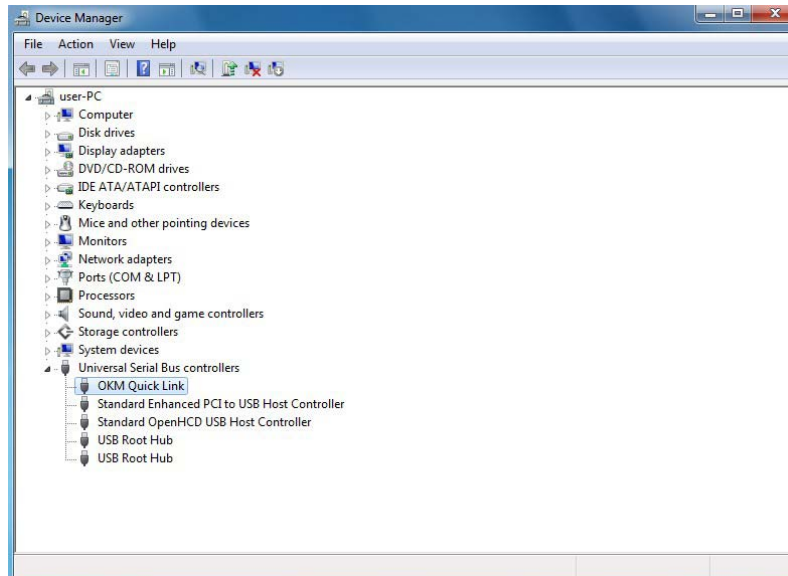 Device Manager
File Action View Help
user-PC
Computer
Disk drives
Display adapters
DVD/CD-ROM drives
IDE ATA/ATAPI controllers
Keyboards
Mice and other pointing devices
Monitors
Network adapters
Ports (COM & LPT)
Processors
Sound, video and game controllers
Storage controllers
System devices
Universal Serial Bus controllers
OKM Quick Link
Standard Enhanced PCI to USB Host Controller
Standard OpenHCD USB Host Controller
USB Root Hub
USB Root Hub